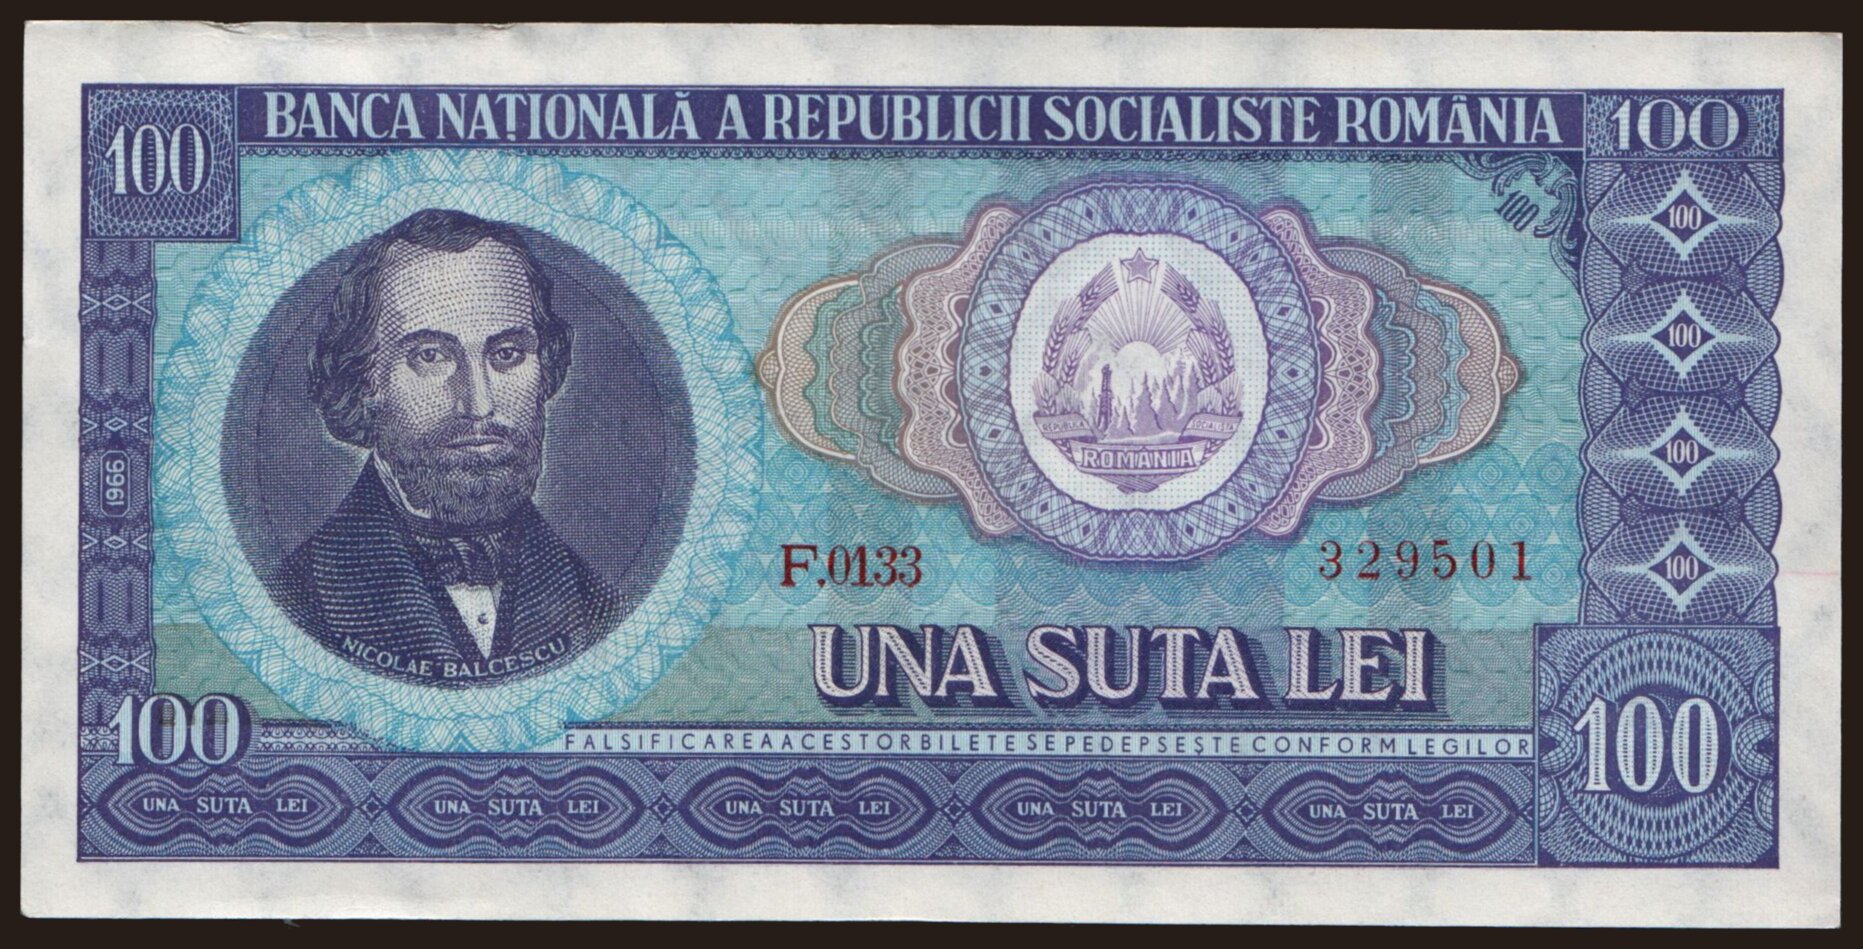 100 BANCA NAȚIONALĂ A REPUBLICII SOCIALISTE ROMÂNIA 100
100
100
100
REPUBLICA SOCIALISTA
ROMANIA
100
1966
F.0133 329501
100
NICOLAE BALCESCU
UNA SUTA LEI
100 100
FALSIFICAREA ACESTOR BILETE SE PEDEPSEȘTE CONFORM LEGILOR
UNA SUTA LEI UNA SUTA LEI UNA SUTA LEI UNA SUTA LEI UNA SUTA LEI